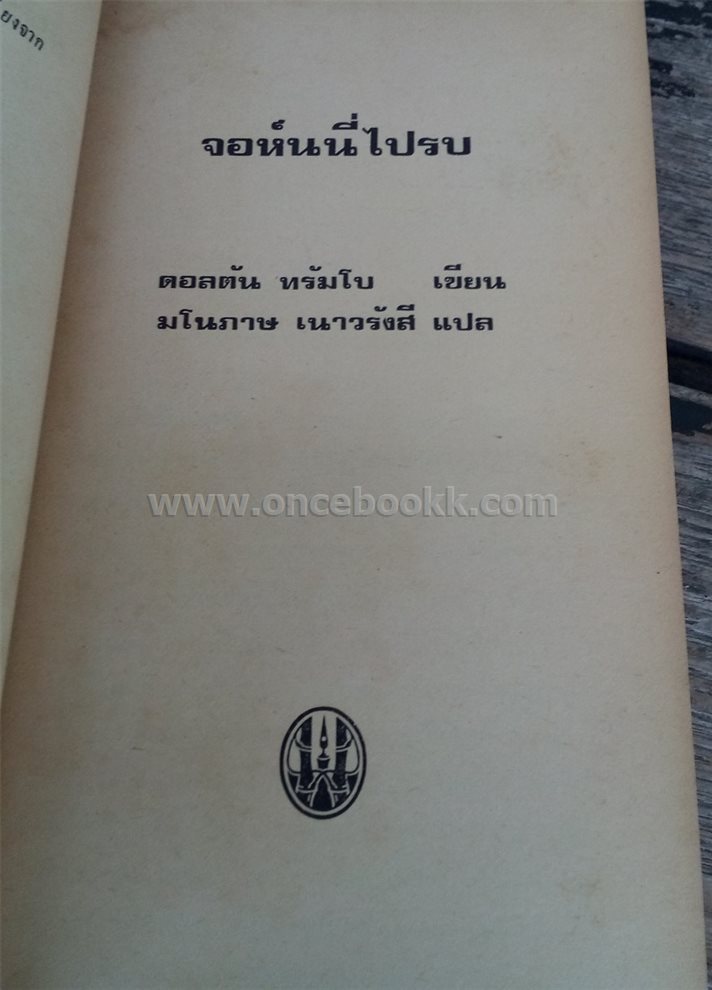 จอห์นนี่ไปรบ
ดอลตัน ทรัมโบ เขียน
มโนภาษ เนาวรังสี แปล
www.oncebookk.com